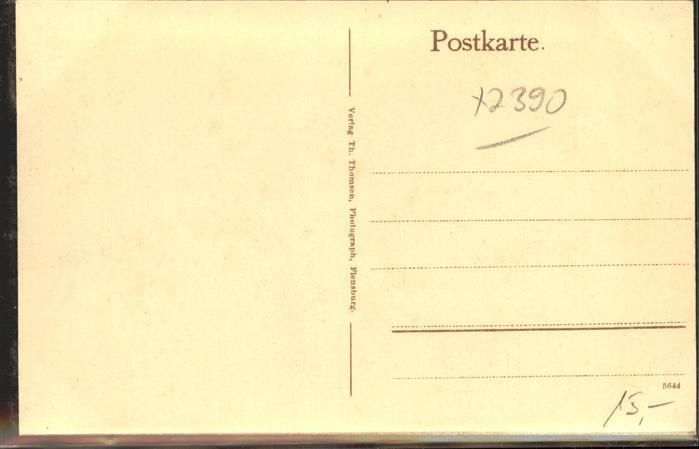 Postkarte.
x2390
Verlag Th. Thomsen, Photograph, Flensburg.
5644
15,-